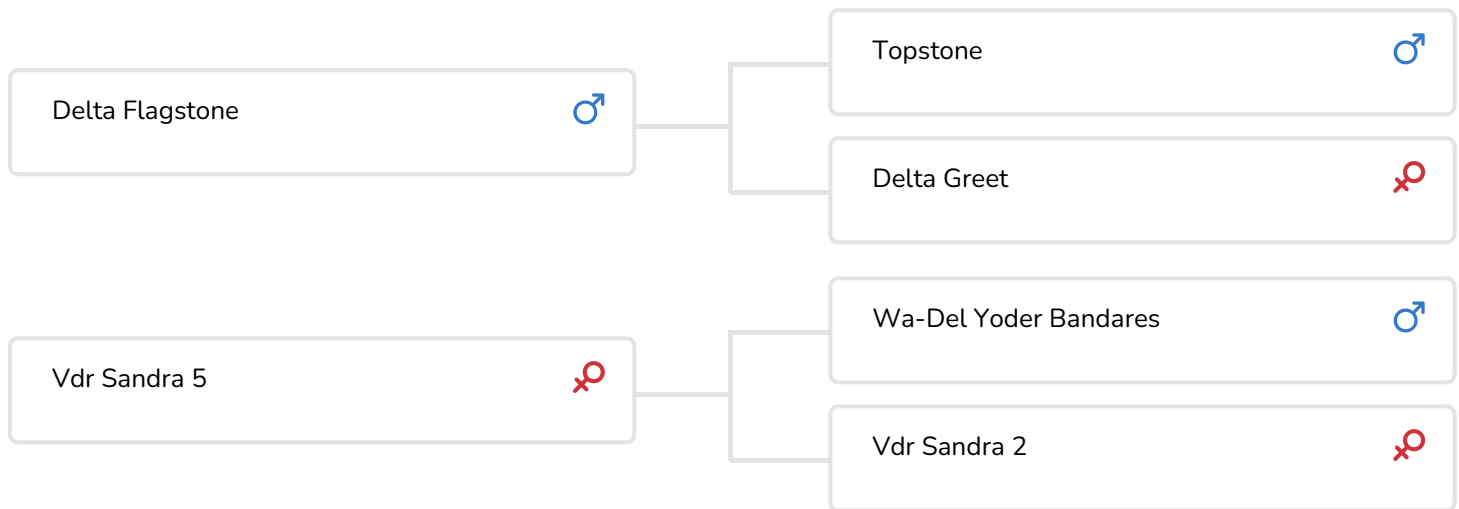 Delta Flagstone
Topstone
Delta Greet
Vdr Sandra 5
Wa-Del Yoder Bandares
Vdr Sandra 2